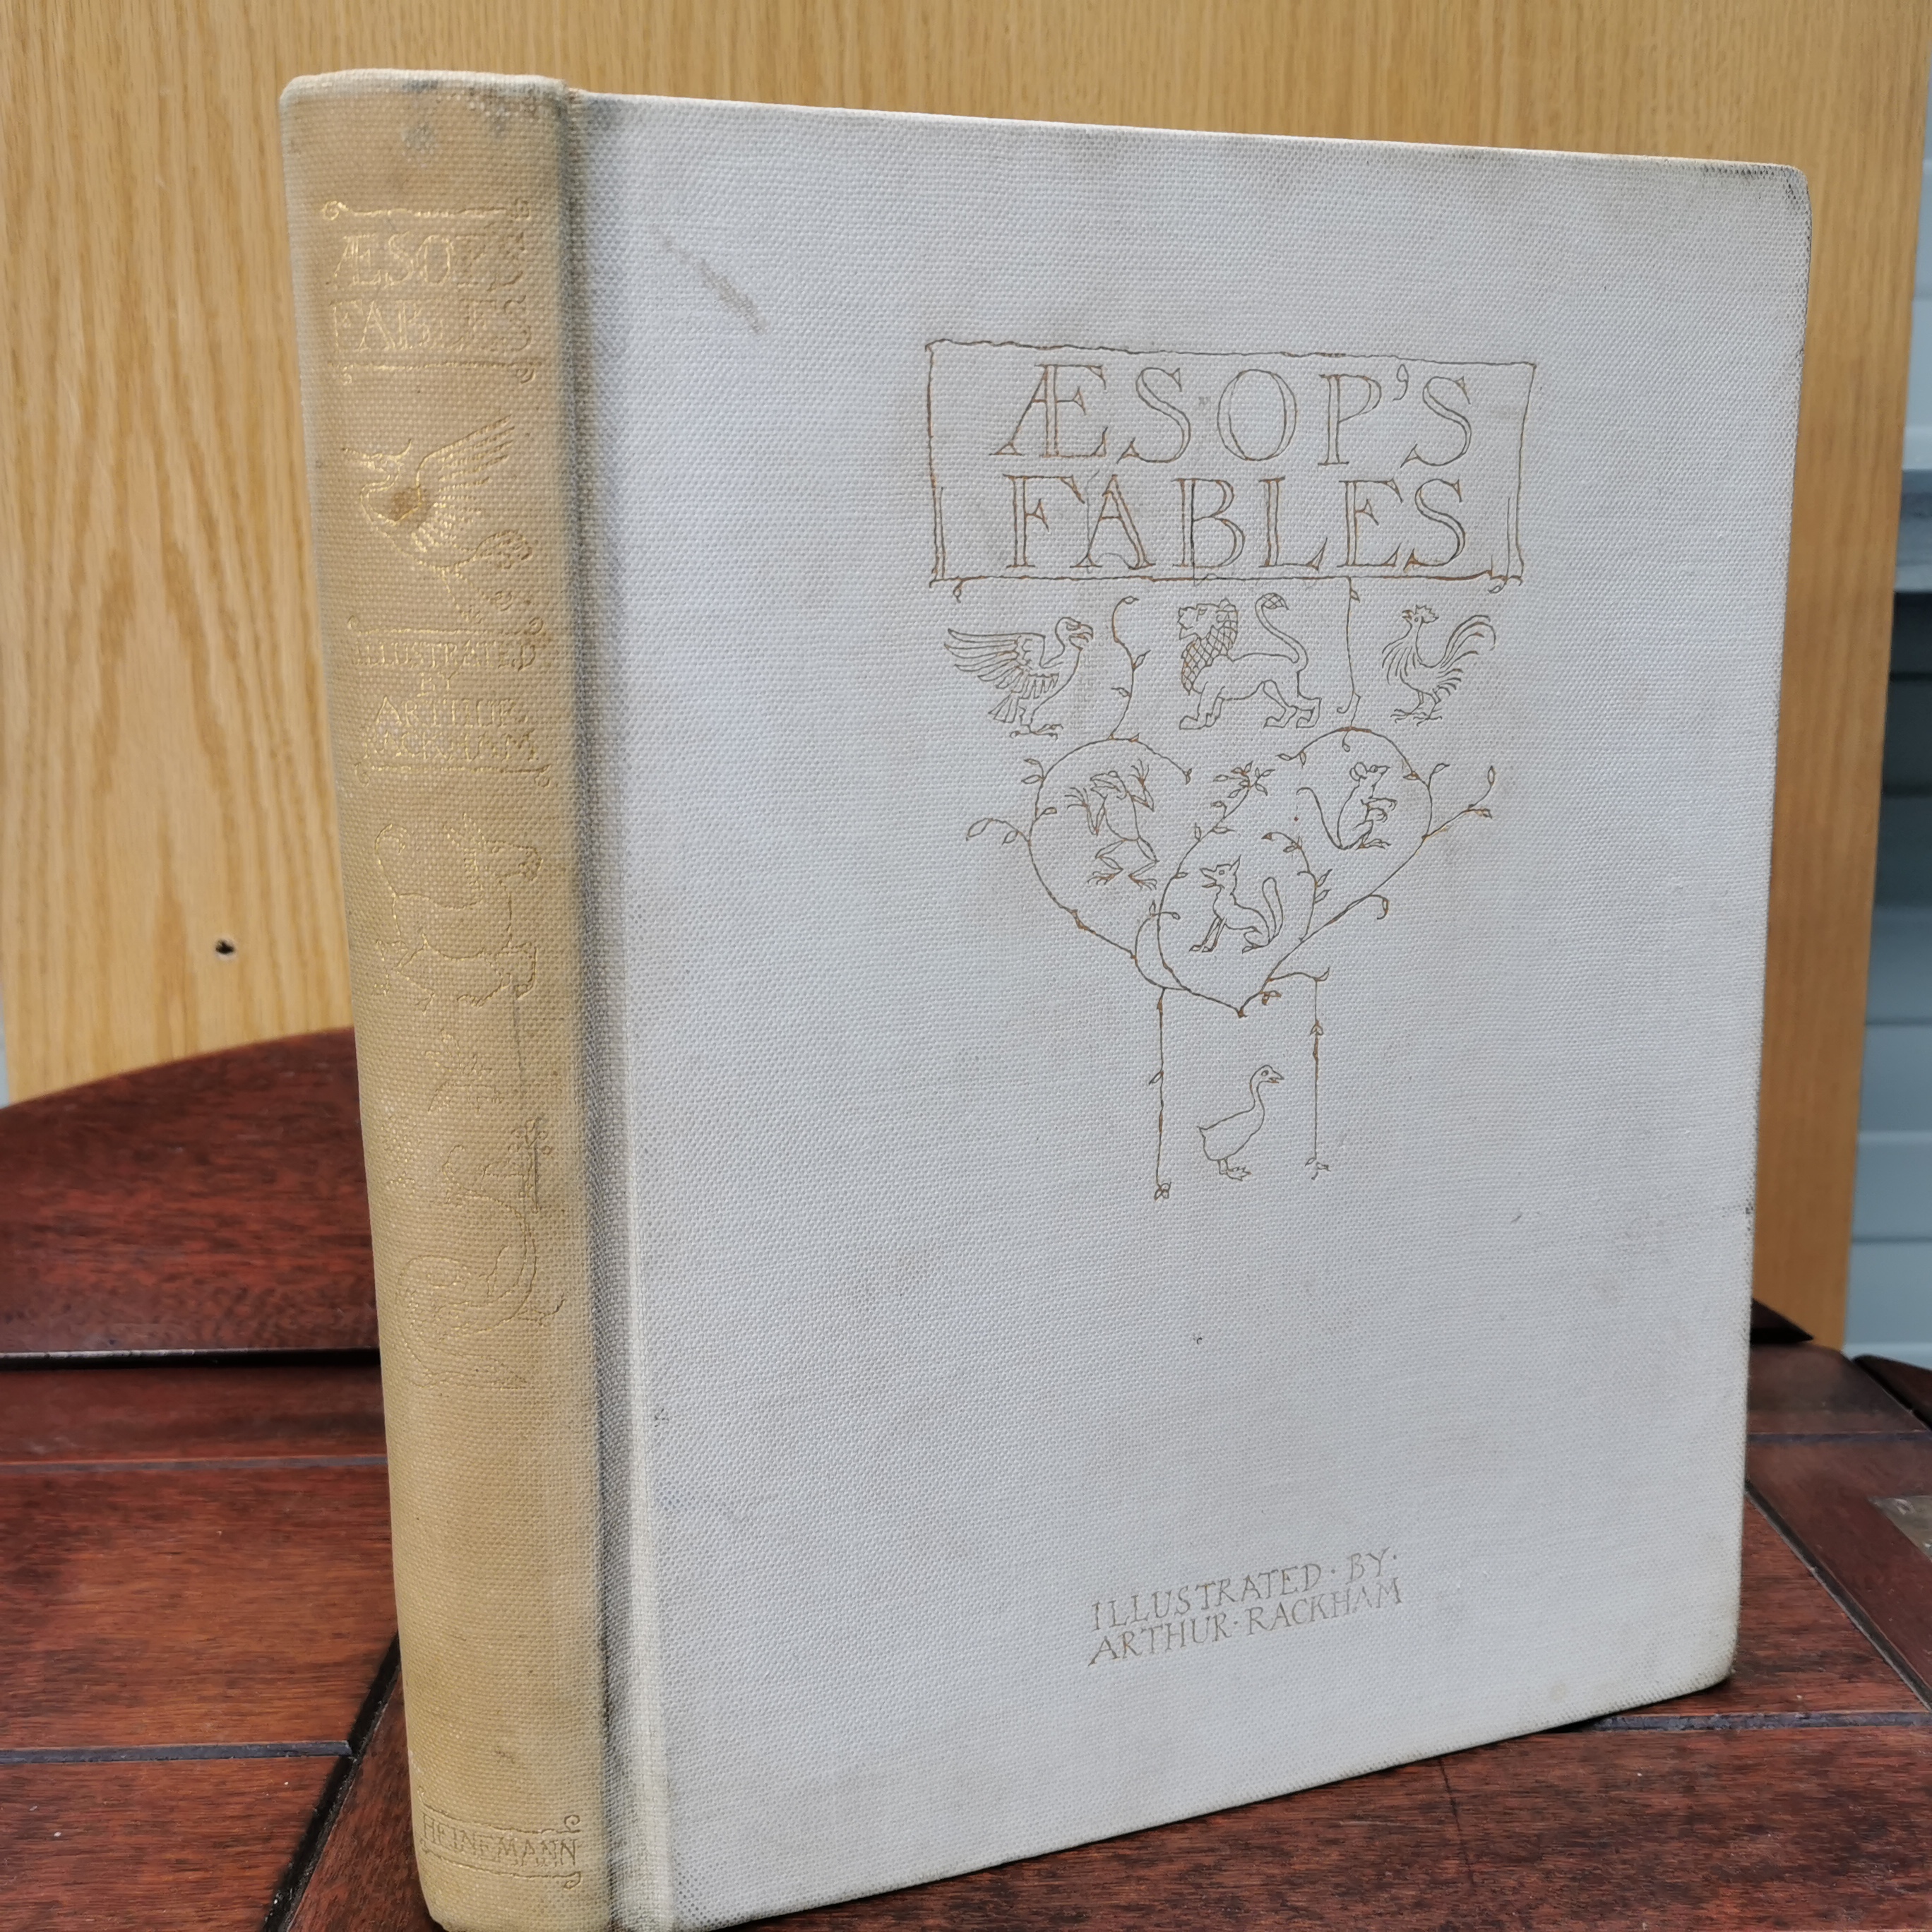 ÆSOP'S
FABLES
ILLUSTRATED
BY
ARTHUR
RACKHAM
HEINEMANN
ÆSOP'S
FABLES
ILLUSTRATED · BY ·
ARTHUR · RACKHAM